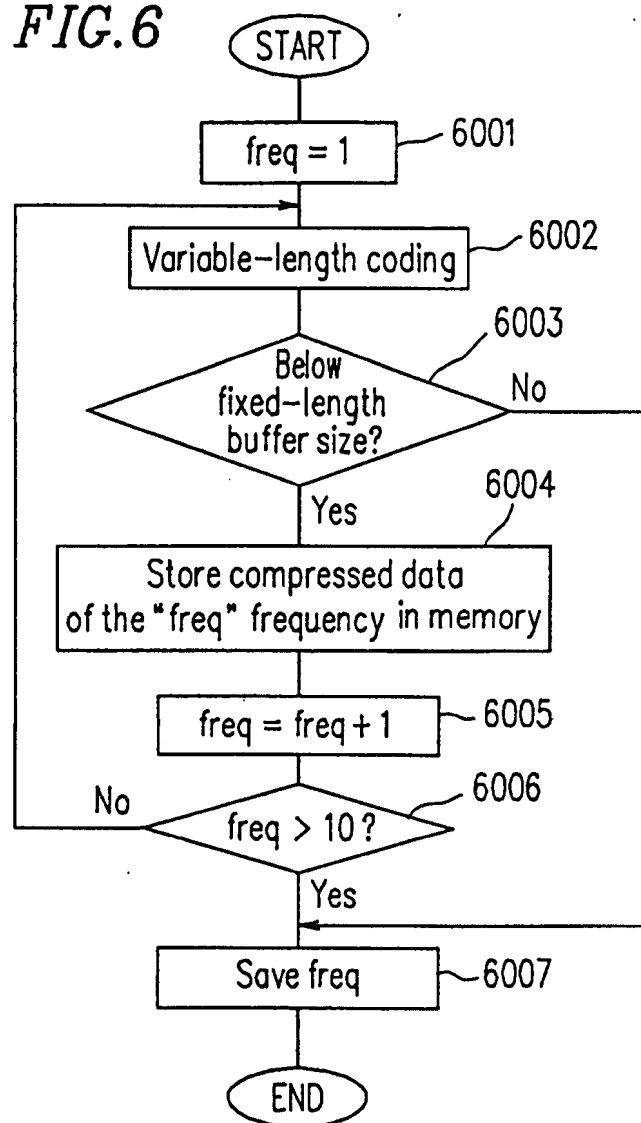 FIG.6
START
freq = 1
6001
Variable-length coding
6002
Below
fixed-length
buffer size?
6003
No
Yes
6004
Store compressed data
of the "freq" frequency in memory
freq = freq + 1
6005
No
freq > 10 ?
6006
Yes
Save freq
6007
END